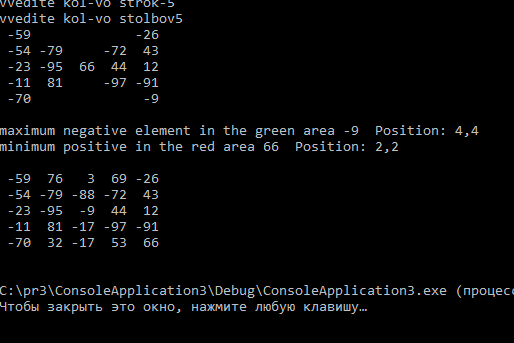 vvedite kol-vo strok-5
vvedite kol-vo stolbov5
-59 -26
-54 -79 -72 43
-23 -95 66 44 12
-11 81 -97 -91
-70 -9
maximum negative element in the green area -9 Position: 4,4
minimum positive in the red area 66 Position: 2,2
-59 76 3 69 -26
-54 -79 -88 -72 43
-23 -95 -9 44 12
-11 81 -17 -97 -91
-70 32 -17 53 66
C:\pr3\ConsoleApplication3\Debug\ConsoleApplication3.exe (процесс
Чтобы закрыть это окно, нажмите любую клавишу…